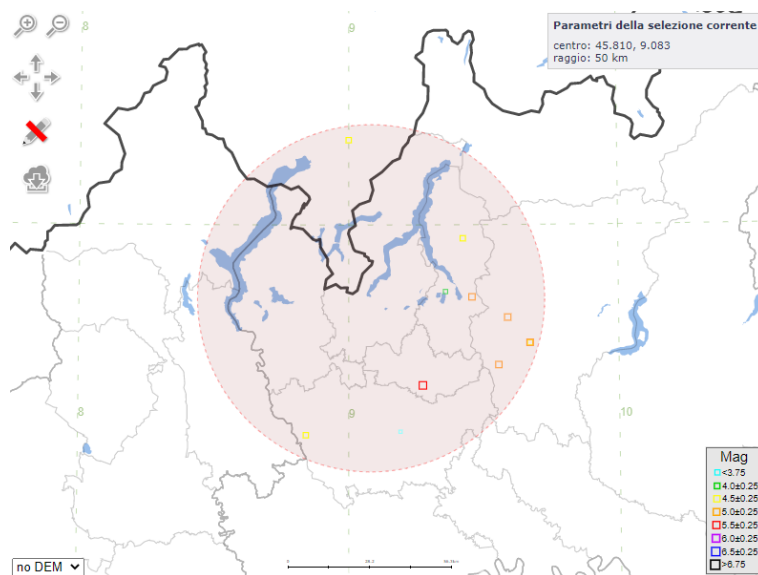 8
9
Parametri della selezione corrente
centro: 45.810, 9.083
raggio: 50 km
8
9
10
Mag
<3.75
4.0±0.25
4.5±0.25
5.0±0.25
5.5±0.25
6.0±0.25
6.5±0.25
>6.75
no DEM
0